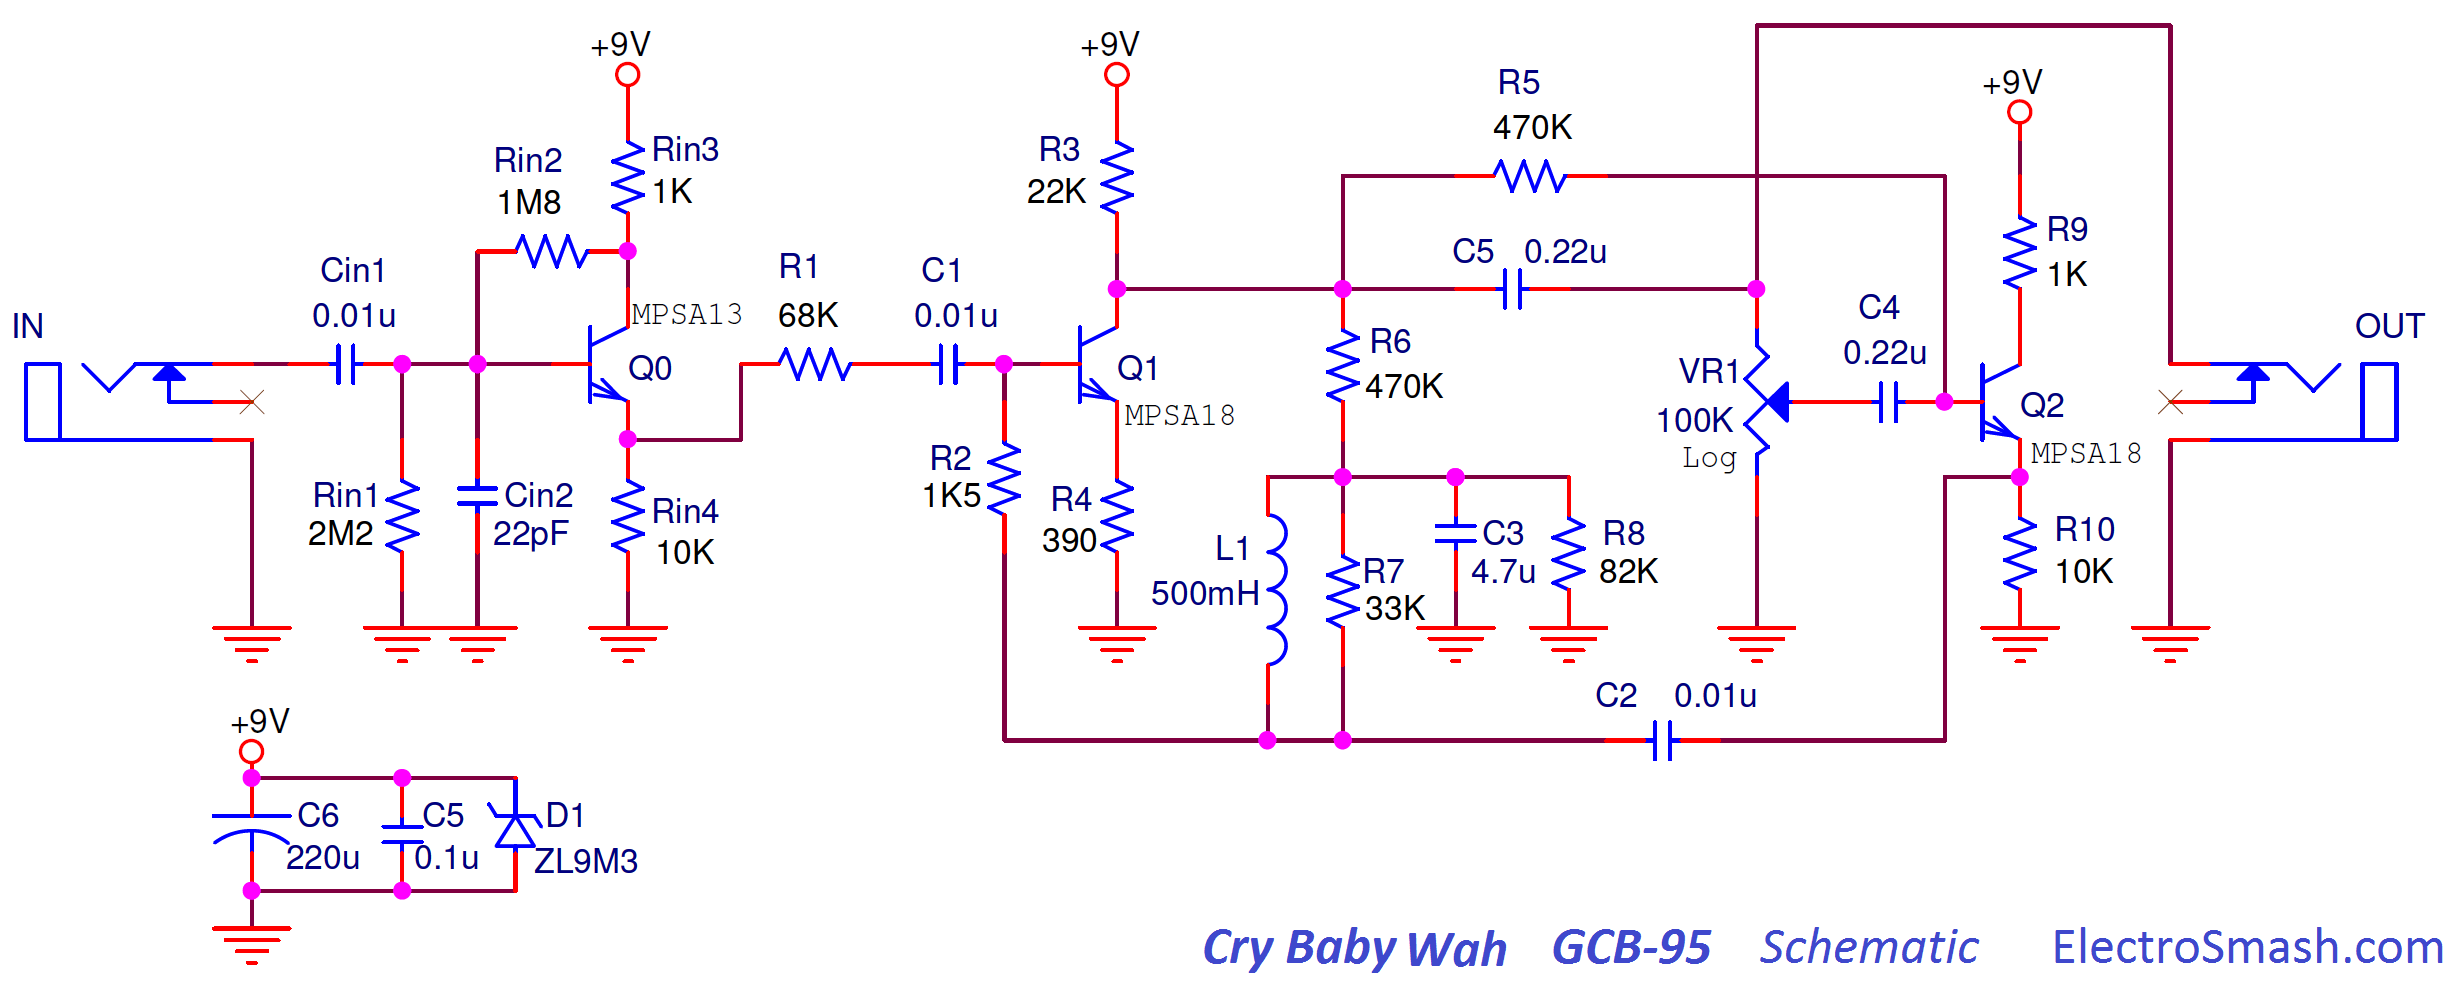 IN
Cin1
0.01u
Rin1
2M2
Rin2
1M8
Cin2
22pF
+9V
Rin3
1K
MPSA13
Q0
Rin4
10K
R1
68K
C1
0.01u
R2
1K5
+9V
R3
22K
Q1
MPSA18
R4
390
R5
470K
C5 0.22u
R6
470K
L1
500mH
R7
33K
C3
4.7u
R8
82K
C2 0.01u
VR1
100K
Log
C4
0.22u
+9V
R9
1K
Q2
MPSA18
R10
10K
OUT
+9V
C6
220u
C5
0.1u
D1
ZL9M3
Cry Baby Wah GCB-95 Schematic ElectroSmash.com